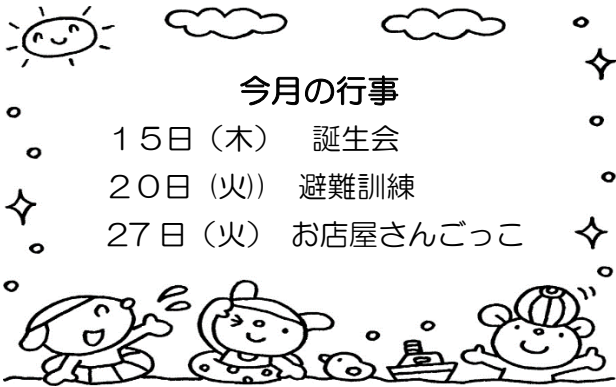 今月の行事
１５日（木）　誕生会
２０日（火)）　避難訓練
２７日（火）　お店屋さんごっこ